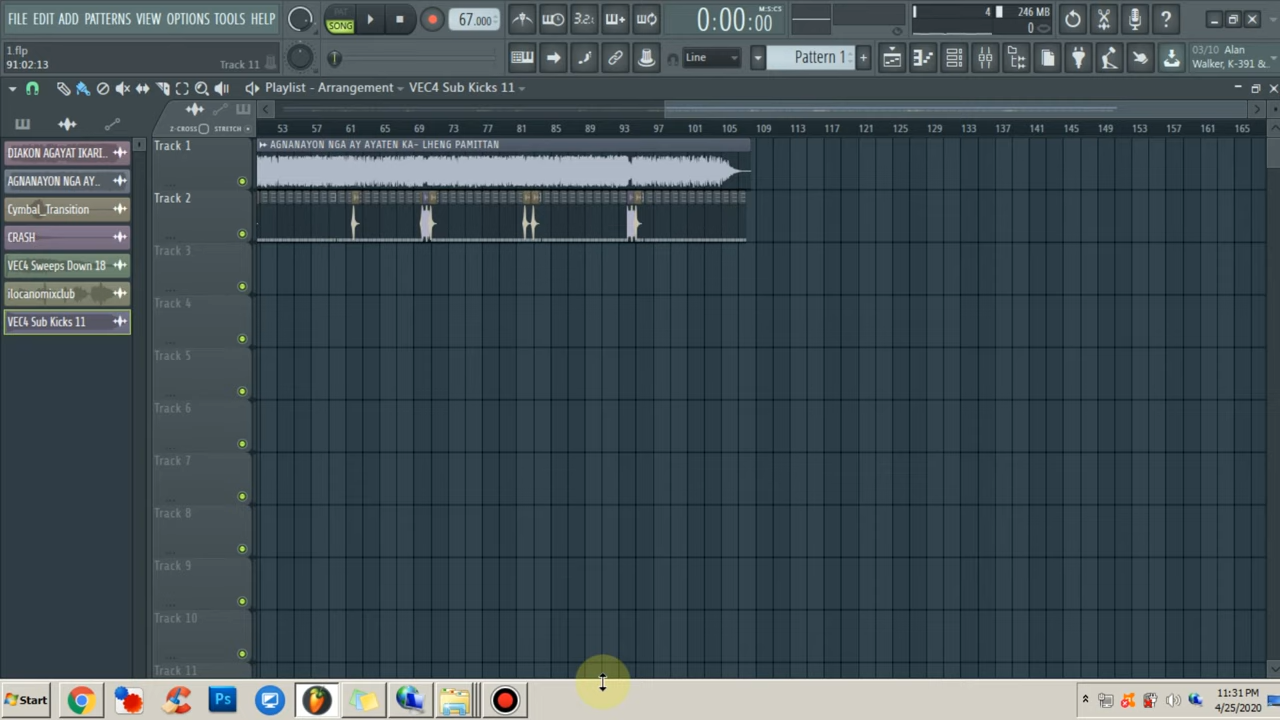 FILE EDIT ADD PATTERNS VIEW OPTIONS TOOLS HELP
PAT
SONG
67.000
3.2:
0:00:00
M:S:CS
4
246 MB
0
1.flp
91:02:13
Track 11
Line
Pattern 1
03/10 Alan
Walker, K-391 &..
Playlist - Arrangement
VEC4 Sub Kicks 11
Z-CROSS
STRETCH
53 57 61 65 69 73 77 81 85 89 93 97 101 105 109 113 117 121 125 129 133 137 141 145 149 153 157 161 165
DIAKON AGAYAT IKARI..
AGNANAYON NGA AY..
Cymbal_Transition
CRASH
VEC4 Sweeps Down 18
ilocanomixclub
VEC4 Sub Kicks 11
Track 1
AGNANAYON NGA AY AYATEN KA- LHENG PAMITTAN
Track 2
Track 3
Track 4
Track 5
Track 6
Track 7
Track 8
Track 9
Track 10
Track 11
Start
Ps
11:31 PM
4/25/2020